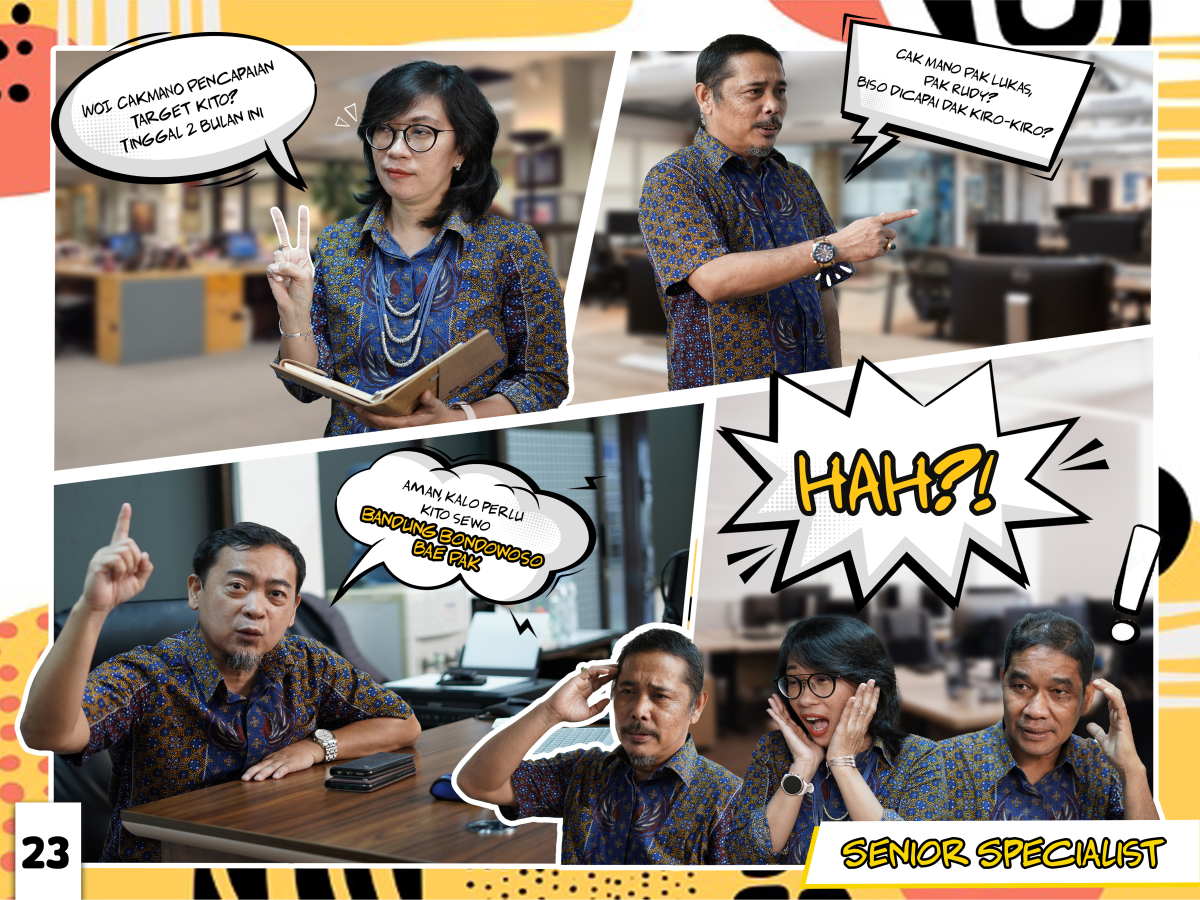 WOI CAKMANO PENCAPAIAN
TARGET KITO?
TINGGAL 2 BULAN INI
CAK MANO PAK LUKAS,
PAK RUDY?
BISO DICAPAI DAK KIRO-KIRO?
AMAN, KALO PERLU
KITO SEWO
BANDUNG BONDOWOSO
BAE PAK
HAH?!
!
23
SENIOR SPECIALIST